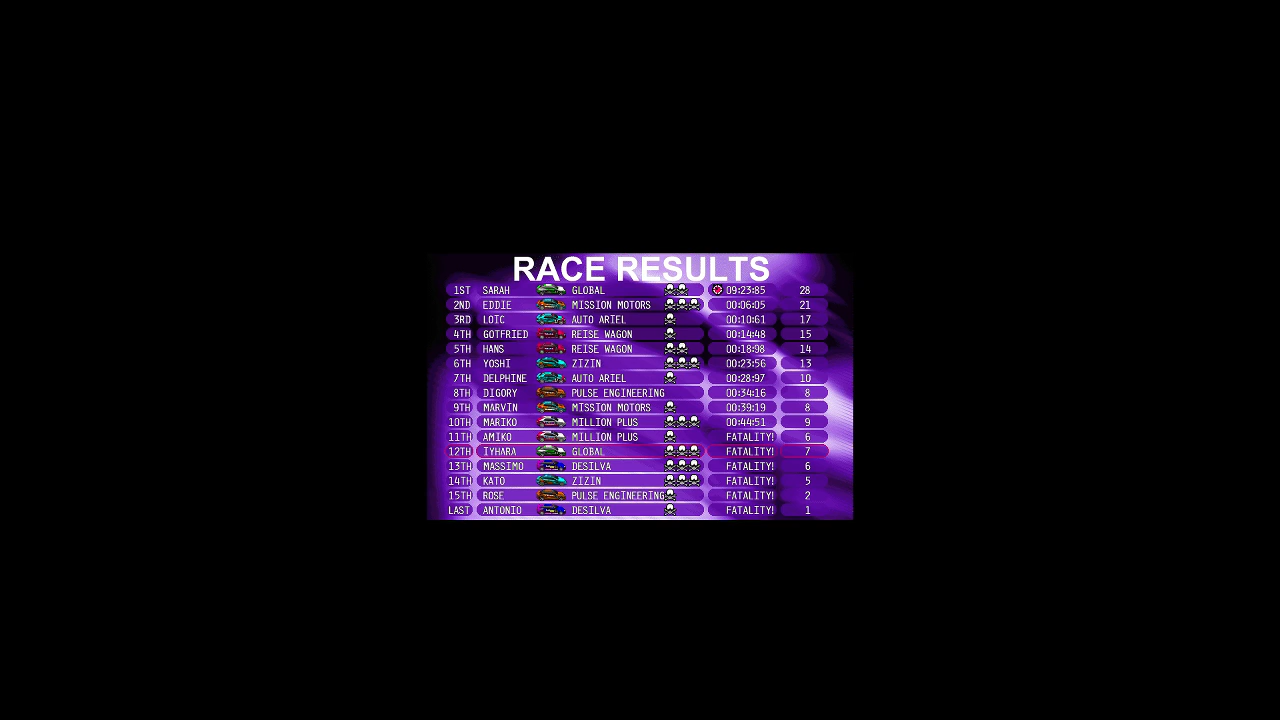 RACE RESULTS
1ST SARAH GLOBAL 09:23:85 28
2ND EDDIE MISSION MOTORS 00:06:05 21
3RD LOIC AUTO ARIEL 00:10:61 17
4TH GOTFRIED REISE WAGON 00:14:48 15
5TH HANS REISE WAGON 00:18:98 14
6TH YOSHI ZIZIN 00:23:56 13
7TH DELPHINE AUTO ARIEL 00:28:97 10
8TH DIGORY PULSE ENGINEERING 00:34:16 8
9TH MARVIN MISSION MOTORS 00:39:19 8
10TH MARIKO MILLION PLUS 00:44:51 9
11TH AMIKO MILLION PLUS FATALITY! 6
12TH IYHARA GLOBAL FATALITY! 7
13TH MASSIMO DESILVA FATALITY! 6
14TH KATO ZIZIN FATALITY! 5
15TH ROSE PULSE ENGINEERING FATALITY! 2
LAST ANTONIO DESILVA FATALITY! 1